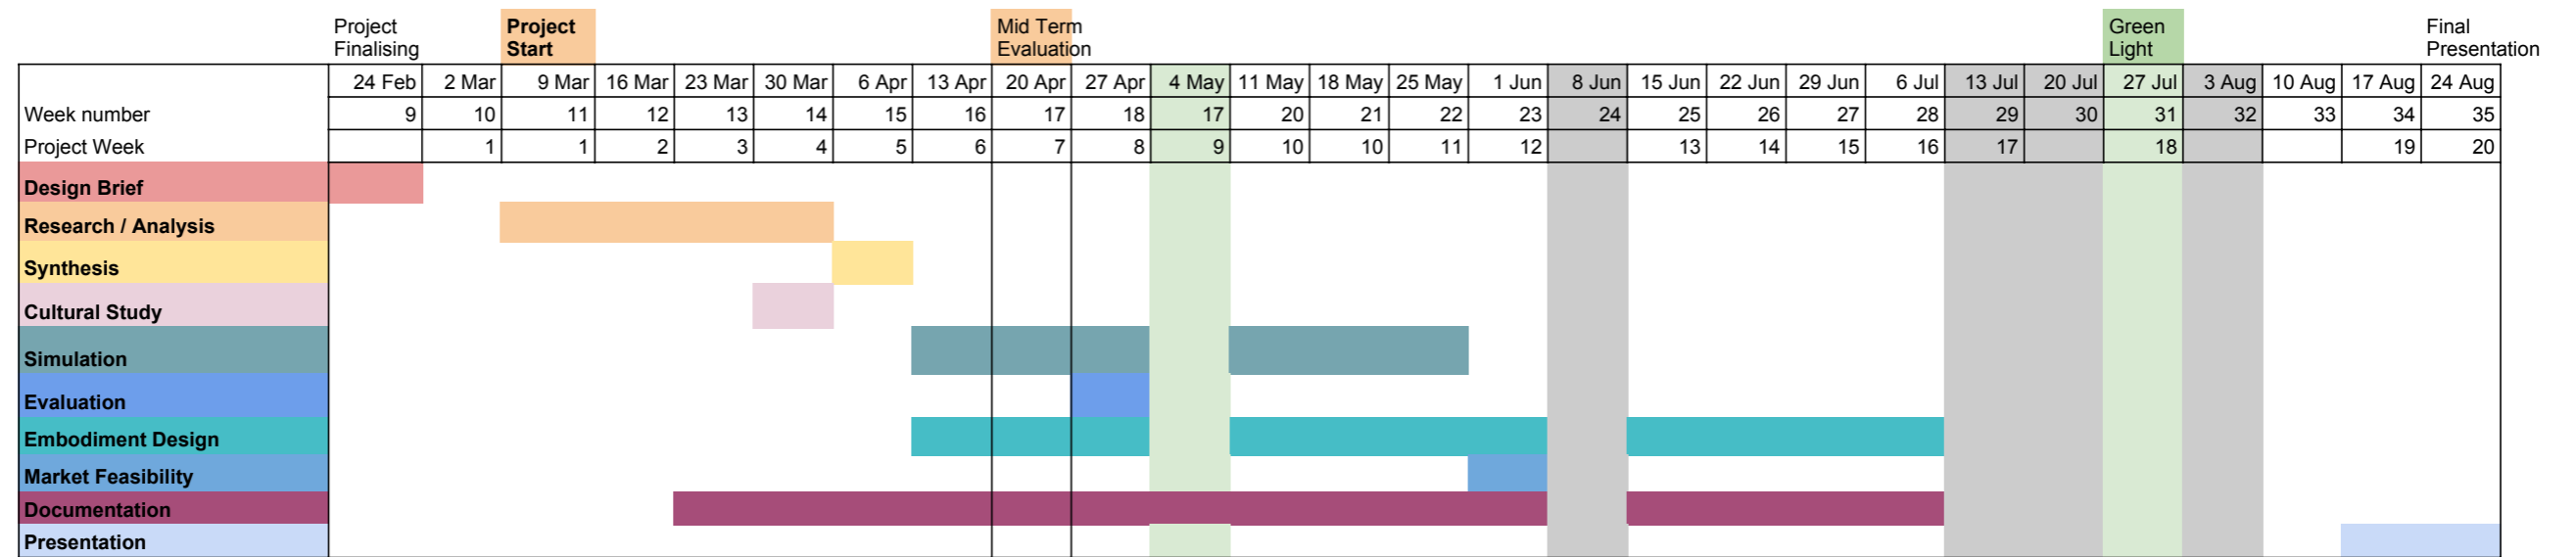 Project Finalising Project Start Mid Term Evaluation Green Light Final Presentation
24 Feb 2 Mar 9 Mar 16 Mar 23 Mar 30 Mar 6 Apr 13 Apr 20 Apr 27 Apr 4 May 11 May 18 May 25 May 1 Jun 8 Jun 15 Jun 22 Jun 29 Jun 6 Jul 13 Jul 20 Jul 27 Jul 3 Aug 10 Aug 17 Aug 24 Aug
Week number 9 10 11 12 13 14 15 16 17 18 17 20 21 22 23 24 25 26 27 28 29 30 31 32 33 34 35
Project Week 1 1 2 3 4 5 6 7 8 9 10 10 11 12 13 14 15 16 17 18 19 20
Design Brief
Research / Analysis
Synthesis
Cultural Study
Simulation
Evaluation
Embodiment Design
Market Feasibility
Documentation
Presentation